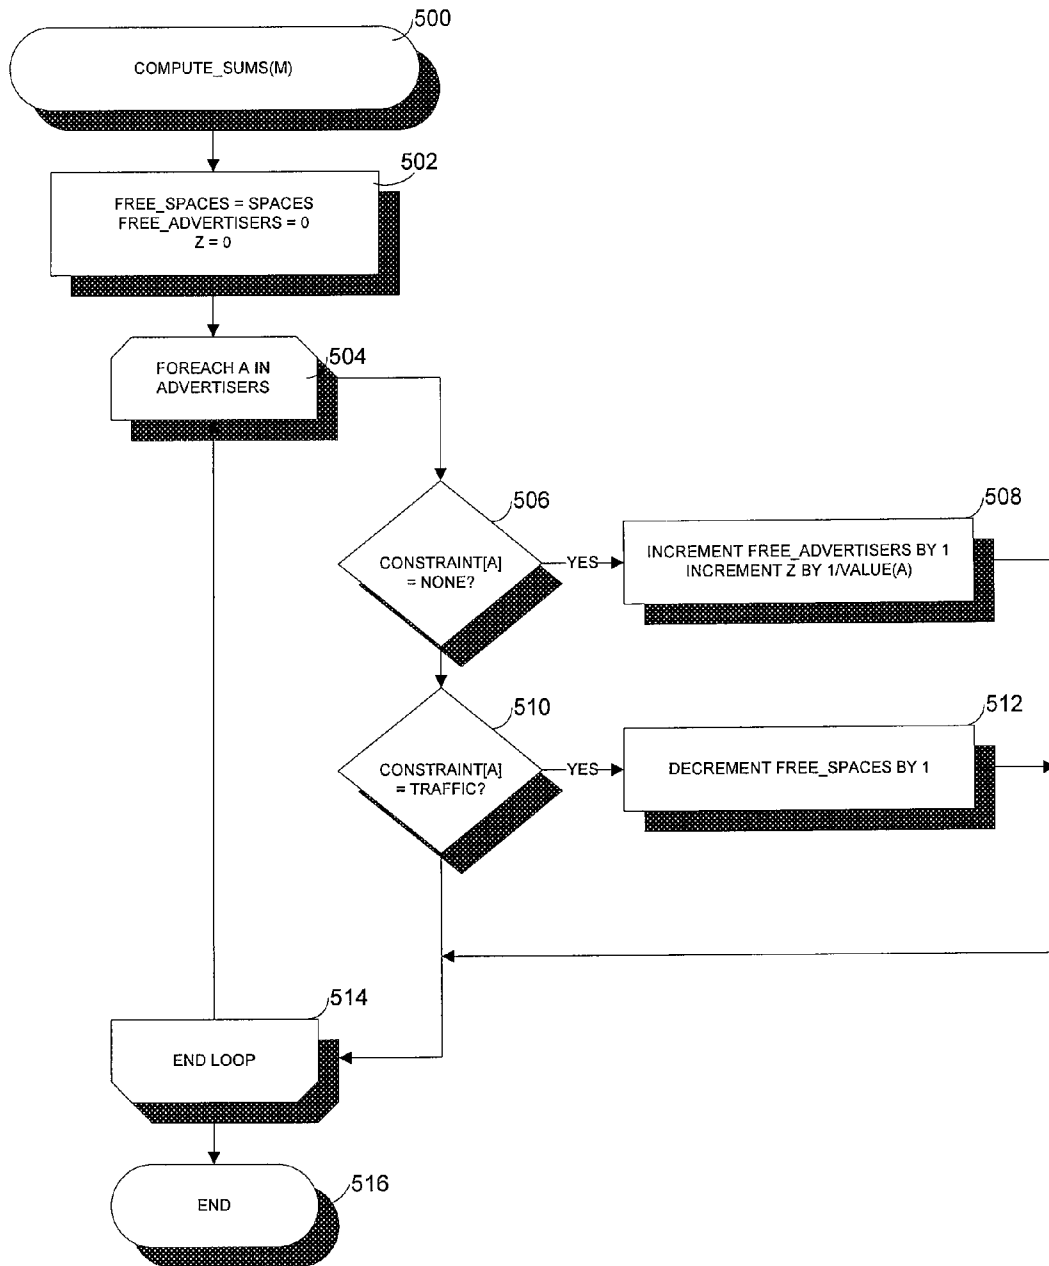 500
COMPUTE_SUMS(M)
502
FREE_SPACES = SPACES
FREE_ADVERTISERS = 0
Z = 0
504
FOREACH A IN
ADVERTISERS
506
CONSTRAINT[A]
= NONE?
YES
508
INCREMENT FREE_ADVERTISERS BY 1
INCREMENT Z BY 1/VALUE(A)
510
CONSTRAINT[A]
= TRAFFIC?
YES
512
DECREMENT FREE_SPACES BY 1
514
END LOOP
END
516